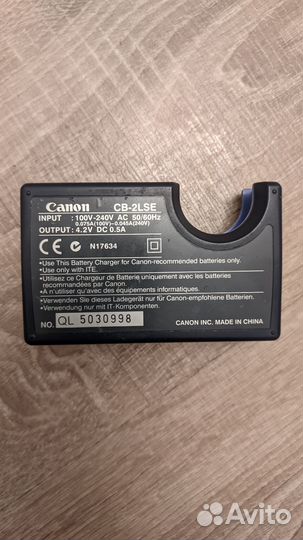 Canon CB-2LSE
INPUT :100V-240V AC 50/60Hz
0.075A(100V)-0.045A(240V)
OUTPUT: 4.2V DC 0.5A
CE N17634
•Use This Battery Charger for Canon-recommended batteries only.
•Use only with ITE.
•Utilisez ce Chargeur de Batterie uniquement avec les batteries
recommandées par Canon.
•A n'utiliser qu'avec des équipements informatiques.
•Verwenden Sie dieses Ladegerät nur für Canon-empfohlene Batterien.
•Verwendung nur mit IT-Komponenten.
NO. QL 5030998
CANON INC. MADE IN CHINA
Avito